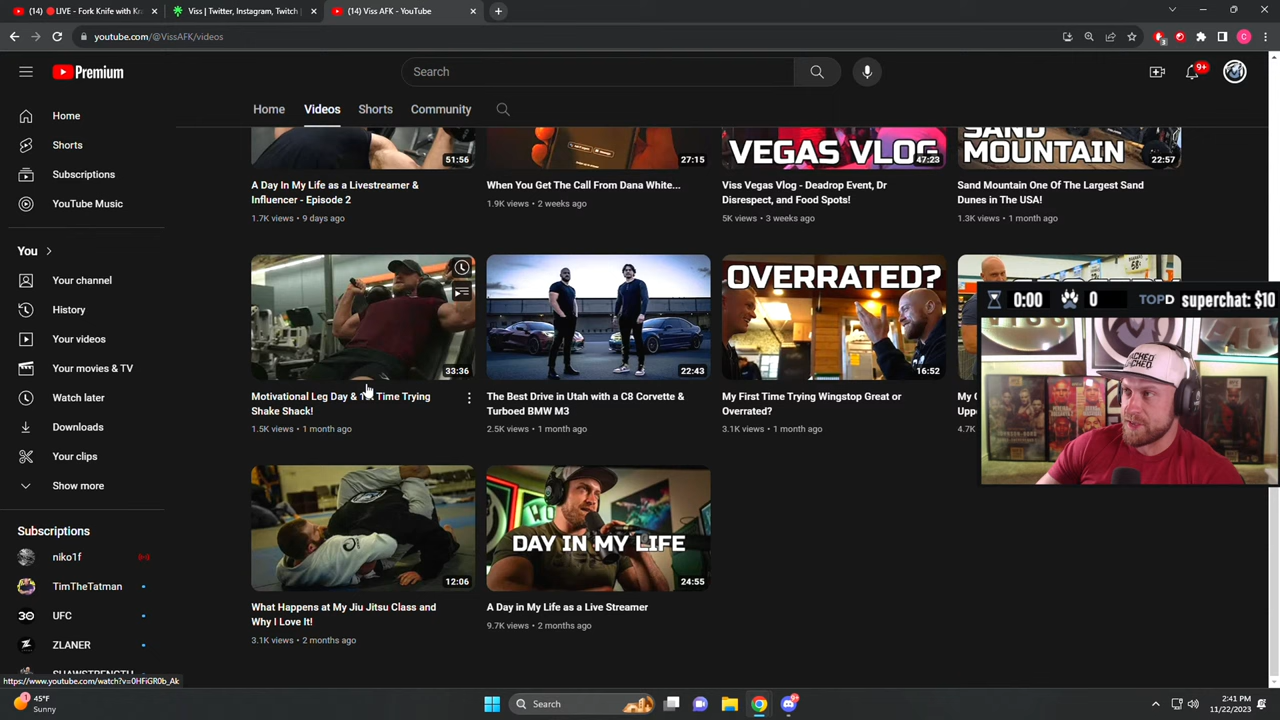 (14) 🔴LIVE - Fork Knife with Kr
Viss | Twitter, Instagram, Twitch
(14) Viss AFK - YouTube
youtube.com/@VissAFK/videos
3
C
Premium
Search
9+
Home
Videos
Shorts
Community
Home
Shorts
Subscriptions
YouTube Music
You
Your channel
History
Your videos
Your movies & TV
Watch later
Downloads
Your clips
Show more
Subscriptions
niko1f
TimTheTatman
UFC
ZLANER
SHAWSTRENGTH
51:56
27:15
VEGAS VLOG
47:23
SAND
MOUNTAIN
22:57
A Day In My Life as a Livestreamer &
Influencer - Episode 2
1.7K views • 9 days ago
When You Get The Call From Dana White...
1.9K views • 2 weeks ago
Viss Vegas Vlog - Deadrop Event, Dr
Disrespect, and Food Spots!
5K views • 3 weeks ago
Sand Mountain One Of The Largest Sand
Dunes in The USA!
1.3K views • 1 month ago
33:36
22:43
OVERRATED?
16:52
Motivational Leg Day & 1st Time Trying
Shake Shack!
1.5K views • 1 month ago
The Best Drive in Utah with a C8 Corvette &
Turboed BMW M3
2.5K views • 1 month ago
My First Time Trying Wingstop Great or
Overrated?
3.1K views • 1 month ago
4.7K
0:00
0
TOPD superchat: $10
12:06
DAY IN MY LIFE
24:55
What Happens at My Jiu Jitsu Class and
Why I Love It!
3.1K views • 2 months ago
A Day in My Life as a Live Streamer
9.7K views • 2 months ago
https://www.youtube.com/watch?v=0HFiGR0b_Ak
45°F
Sunny
Search
2:41 PM
11/22/2023